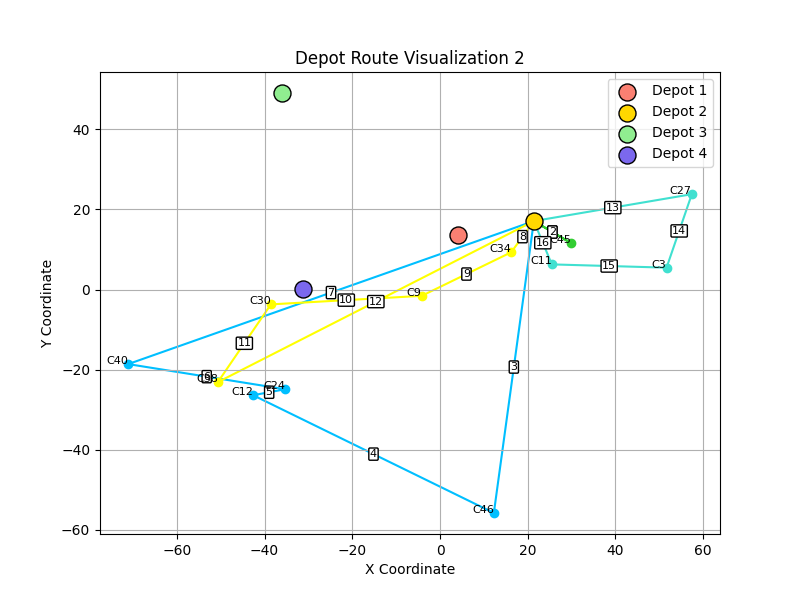 Depot Route Visualization 2
Depot 1
Depot 2
Depot 3
Depot 4
40
20
0
−20
−40
−60
Y Coordinate
−60
−40
−20
0
20
40
60
X Coordinate
C27
13
14
2
C45
8
16
C34
C11
15
C3
9
C9
7
10
12
C30
11
3
C40
6
C24
C12
5
4
C46